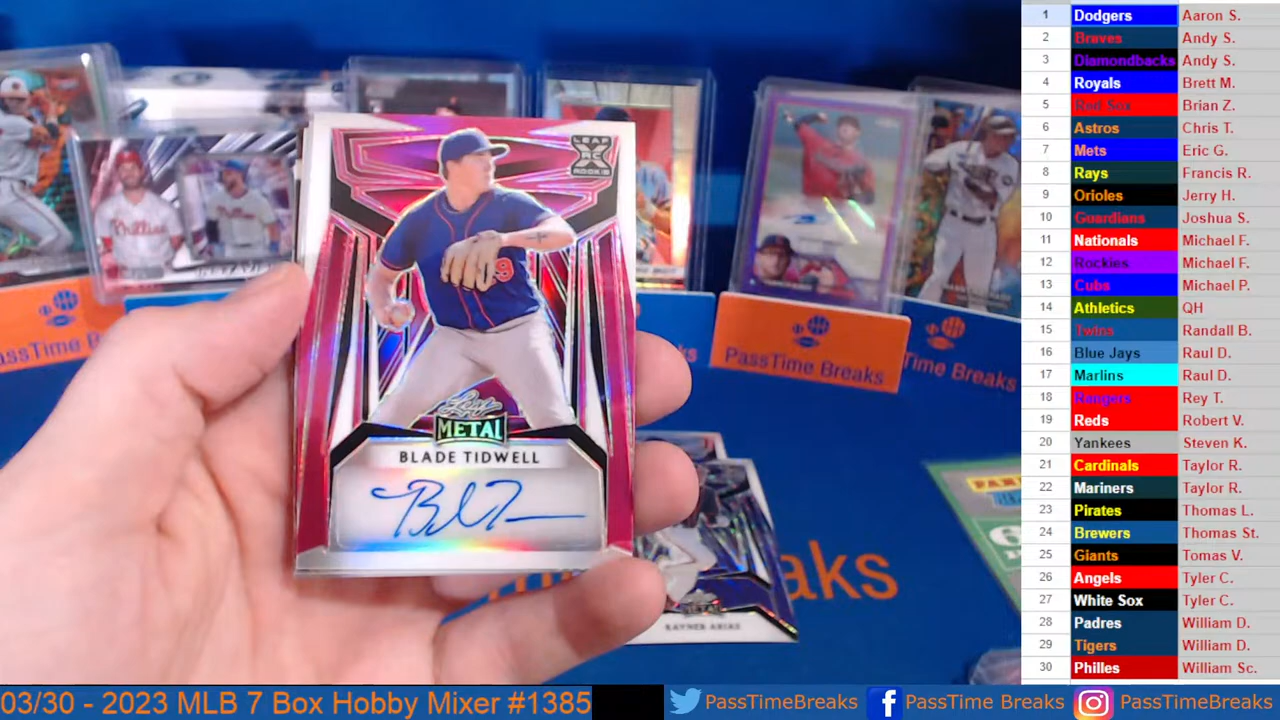 1 Dodgers Aaron S.
2 Braves Andy S.
3 Diamondbacks Andy S.
4 Royals Brett M.
5 Red Sox Brian Z.
6 Astros Chris T.
7 Mets Eric G.
8 Rays Francis R.
9 Orioles Jerry H.
10 Guardians Joshua S.
11 Nationals Michael F.
12 Rockies Michael F.
13 Cubs Michael P.
14 Athletics QH
15 Twins Randall B.
16 Blue Jays Raul D.
17 Marlins Raul D.
18 Rangers Rey T.
19 Reds Robert V.
20 Yankees Steven K.
21 Cardinals Taylor R.
22 Mariners Taylor R.
23 Pirates Thomas L.
24 Brewers Thomas St.
25 Giants Tomas V.
26 Angels Tyler C.
27 White Sox Tyler C.
28 Padres William D.
29 Tigers William D.
30 Philles William Sc.
LEAF
RC
ROOKIE
Phillies
Phillies
PassTime Breaks
PassTime Breaks
Time Breaks
Leaf
METAL
BLADE TIDWELL
PANINI
METAL
RAYNER ARIAS
aks
03/30 - 2023 MLB 7 Box Hobby Mixer #1385
PassTimeBreaks
PassTime Breaks
PassTimeBreaks